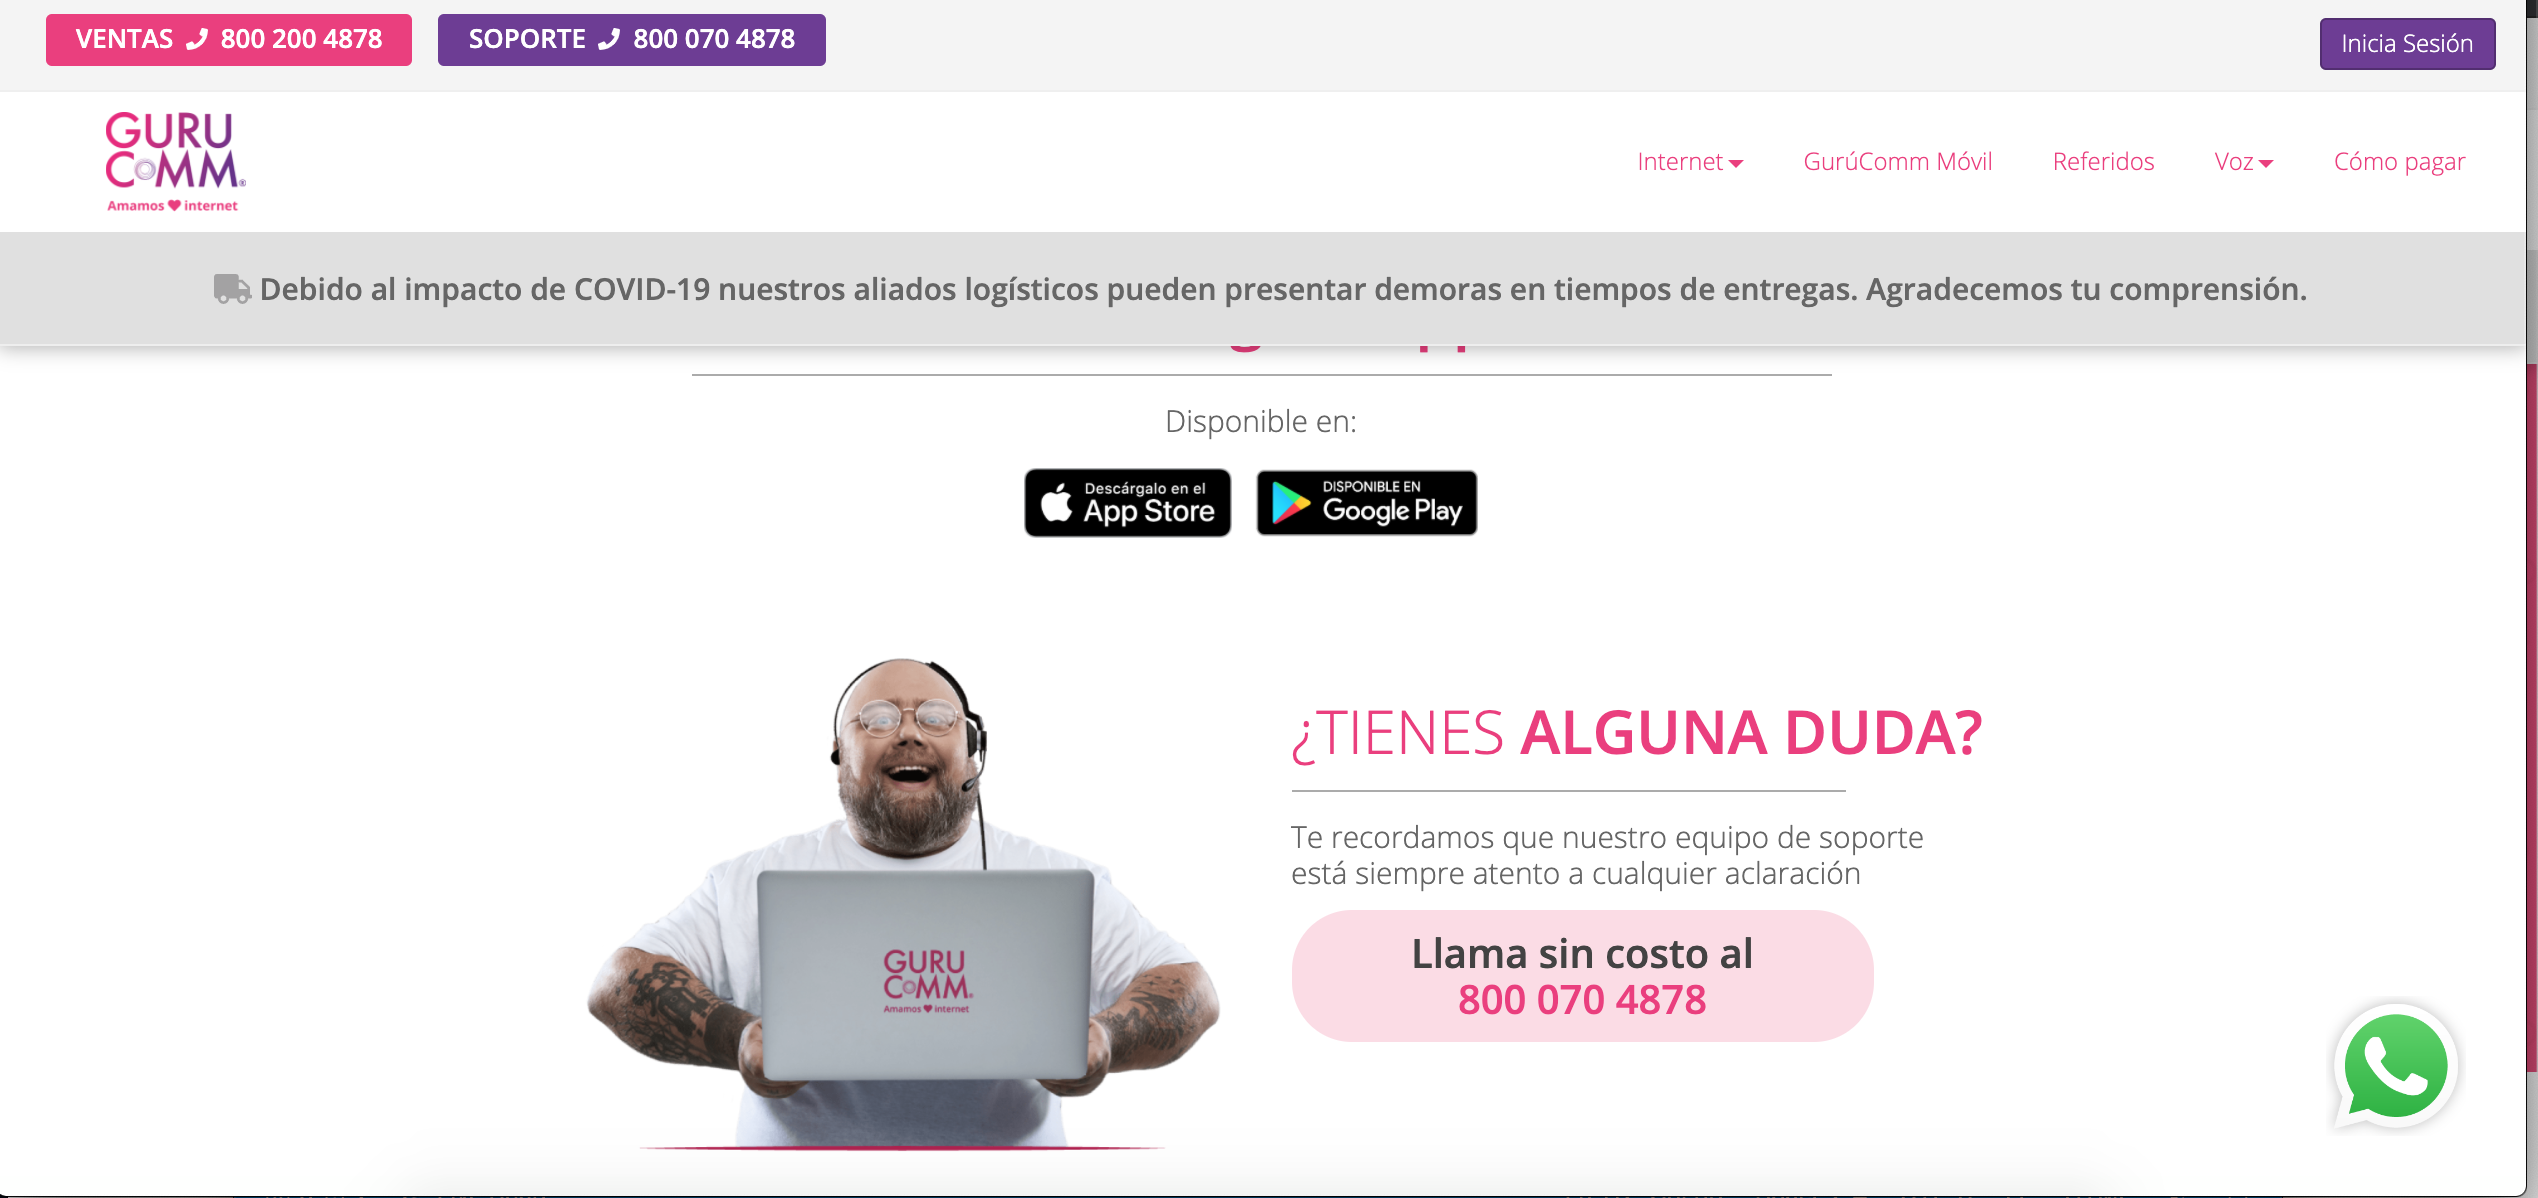 VENTAS 800 200 4878
SOPORTE 800 070 4878
Inicia Sesión
GURU
COMM®
Amamos internet
Internet
GurúComm Móvil
Referidos
Voz
Cómo pagar
Debido al impacto de COVID-19 nuestros aliados logísticos pueden presentar demoras en tiempos de entregas. Agradecemos tu comprensión.
Disponible en:
Descárgalo en el
App Store
DISPONIBLE EN
Google Play
¿TIENES ALGUNA DUDA?
Te recordamos que nuestro equipo de soporte
está siempre atento a cualquier aclaración
Llama sin costo al
800 070 4878
GURU
COMM®
Amamos internet